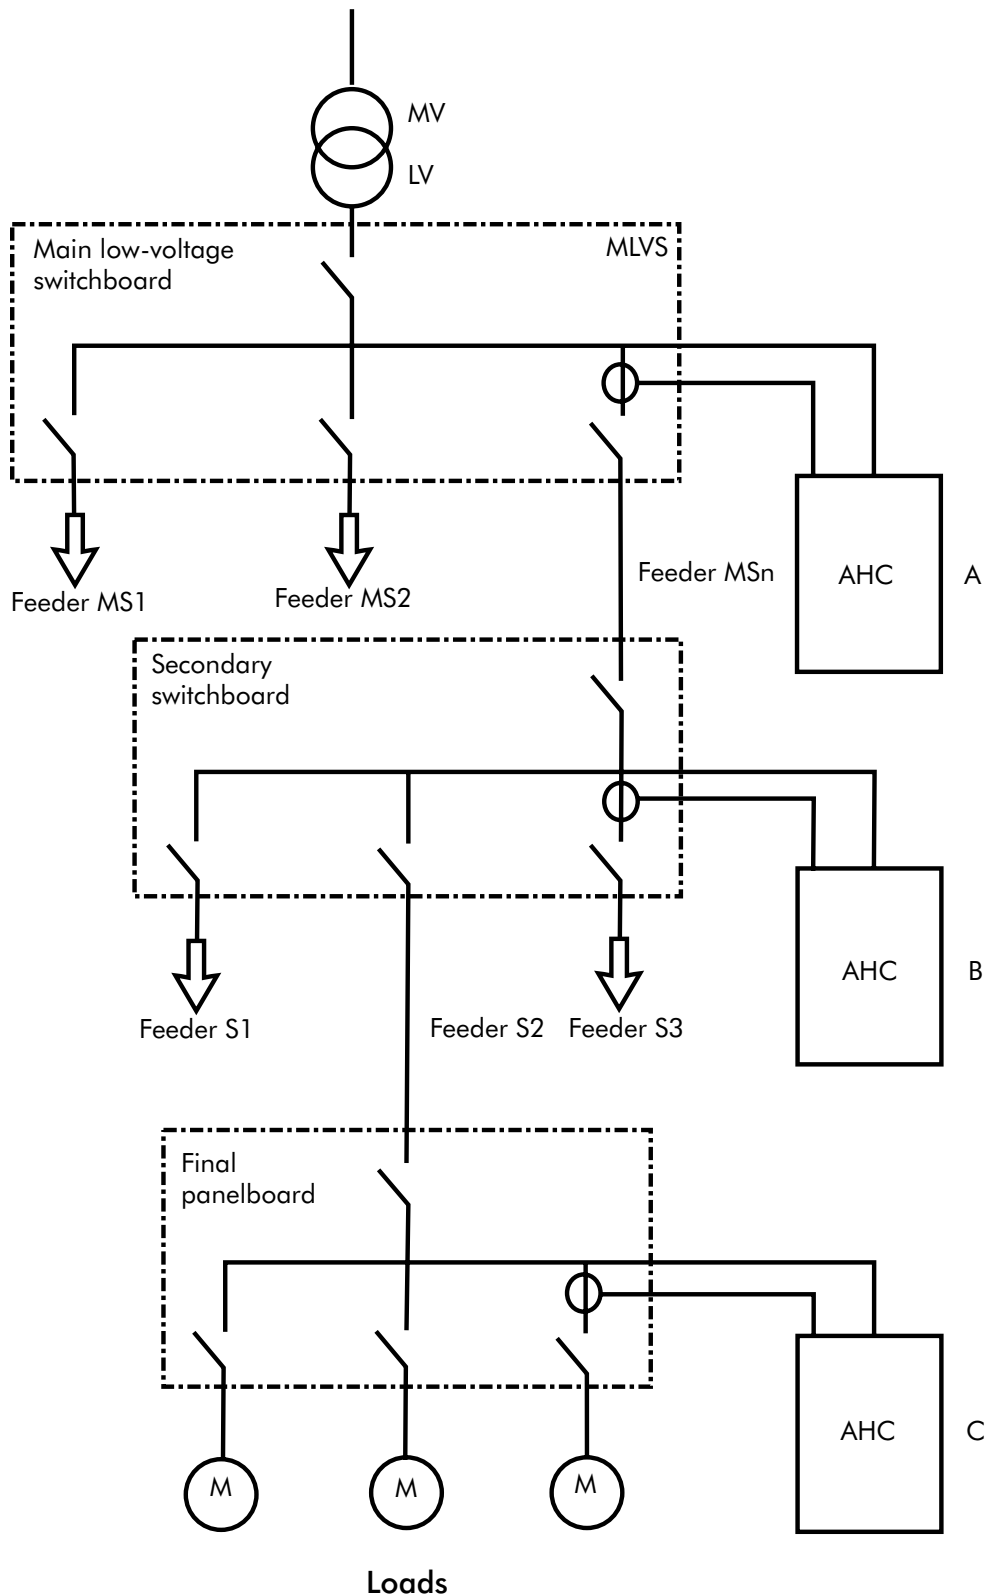 MV
LV
Main low-voltage
switchboard
MLVS
Feeder MS1
Feeder MS2
Feeder MSn
AHC
A
Secondary
switchboard
AHC
B
Feeder S1
Feeder S2
Feeder S3
Final
panelboard
AHC
C
M
M
M
Loads